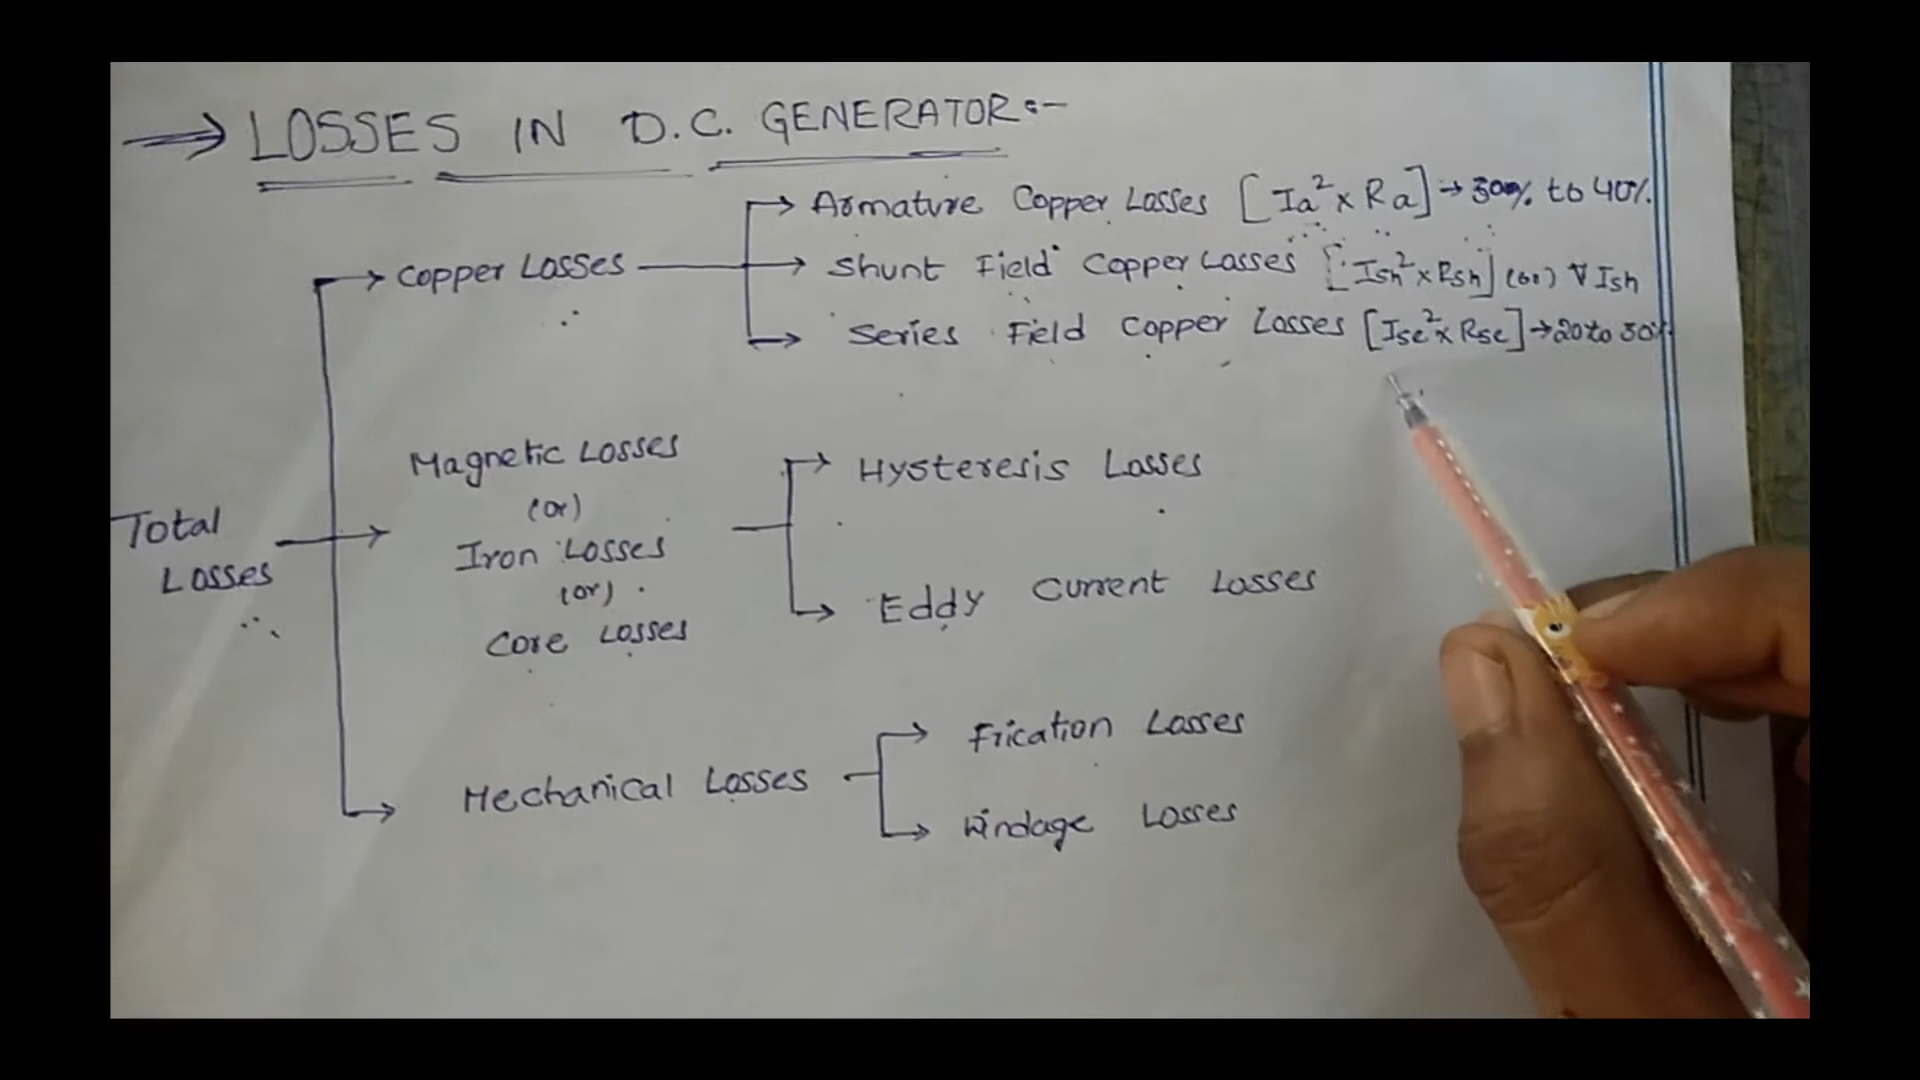 LOSSES IN D.C. GENERATOR:-
Armature Copper Losses [Ia² x Ra] → 30% to 40%.
Copper Losses
Shunt Field Copper Losses [Ish² x Rsh] (or) V Ish
Series Field Copper Losses [Ise² x Rse] → 20 to 30%
Magnetic Losses
(or)
Iron Losses
(or)
Core Losses
Hysteresis Losses
Eddy Current Losses
Total
Losses
Mechanical Losses
Frication Losses
Windage Losses